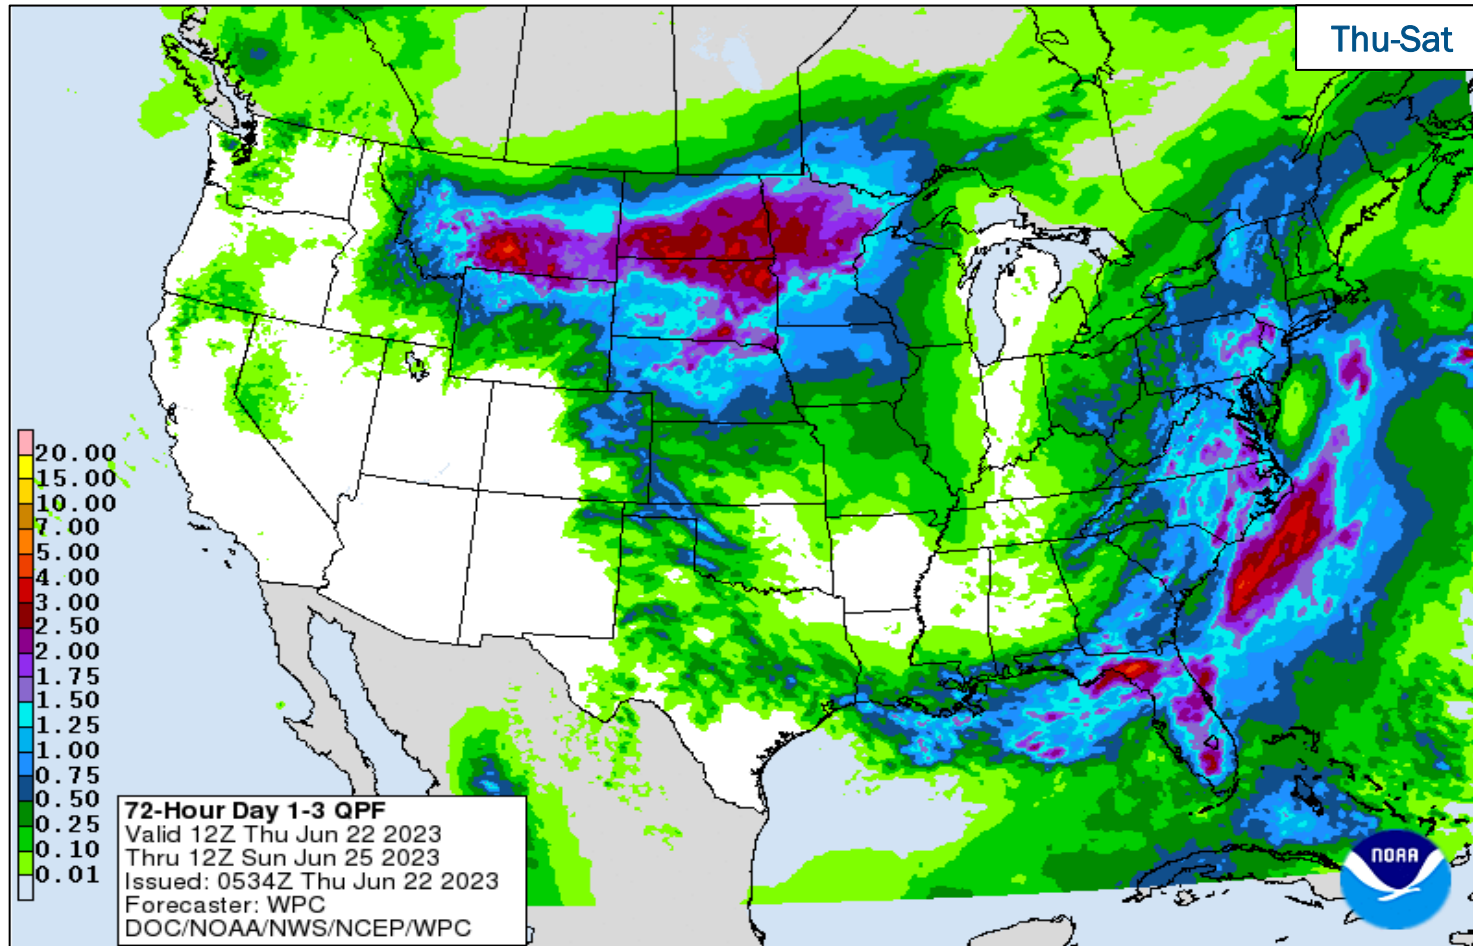 Thu-Sat
20.00
15.00
10.00
7.00
5.00
4.00
3.00
2.50
2.00
1.75
1.50
1.25
1.00
0.75
0.50
0.25
0.10
0.01
72-Hour Day 1-3 QPF
Valid 12Z Thu Jun 22 2023
Thru 12Z Sun Jun 25 2023
Issued: 0534Z Thu Jun 22 2023
Forecaster: WPC
DOC/NOAA/NWS/NCEP/WPC
NOAA